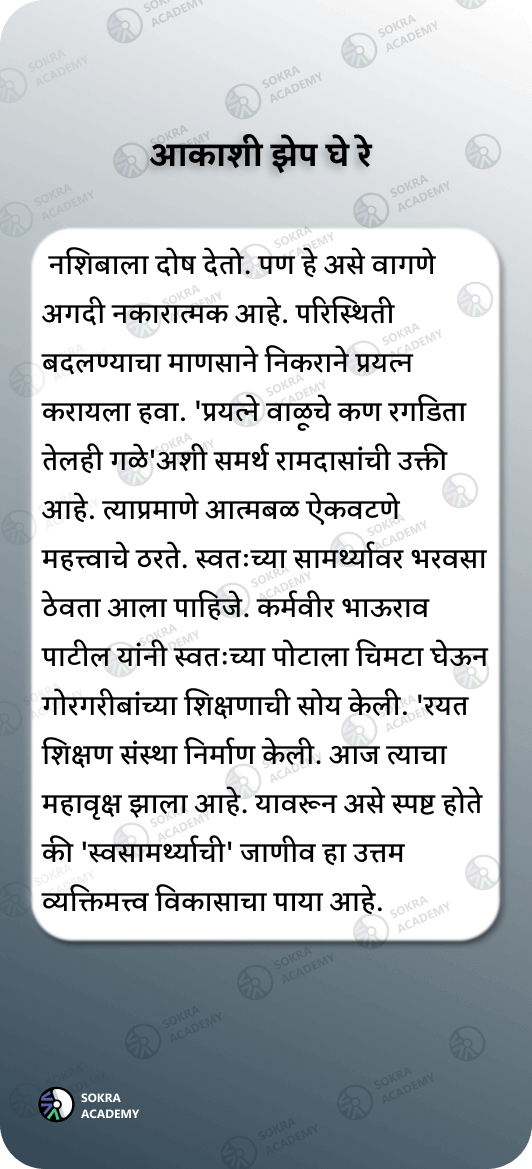 आकाशी झेप घे रे
नशिबाला दोष देतो. पण हे असे वागणे
अगदी नकारात्मक आहे. परिस्थिती
बदलण्याचा माणसाने निकराने प्रयत्न
करायला हवा. 'प्रयत्ने वाळूचे कण रगडिता
तेलही गळे'अशी समर्थ रामदासांची उक्ती
आहे. त्याप्रमाणे आत्मबळ ऐकवटणे
महत्त्वाचे ठरते. स्वतःच्या सामर्थ्यावर भरवसा
ठेवता आला पाहिजे. कर्मवीर भाऊराव
पाटील यांनी स्वतःच्या पोटाला चिमटा घेऊन
गोरगरीबांच्या शिक्षणाची सोय केली. 'रयत
शिक्षण संस्था निर्माण केली. आज त्याचा
महावृक्ष झाला आहे. यावरून असे स्पष्ट होते
की 'स्वसामर्थ्याची' जाणीव हा उत्तम
व्यक्तिमत्त्व विकासाचा पाया आहे.
SOKRA
ACADEMY